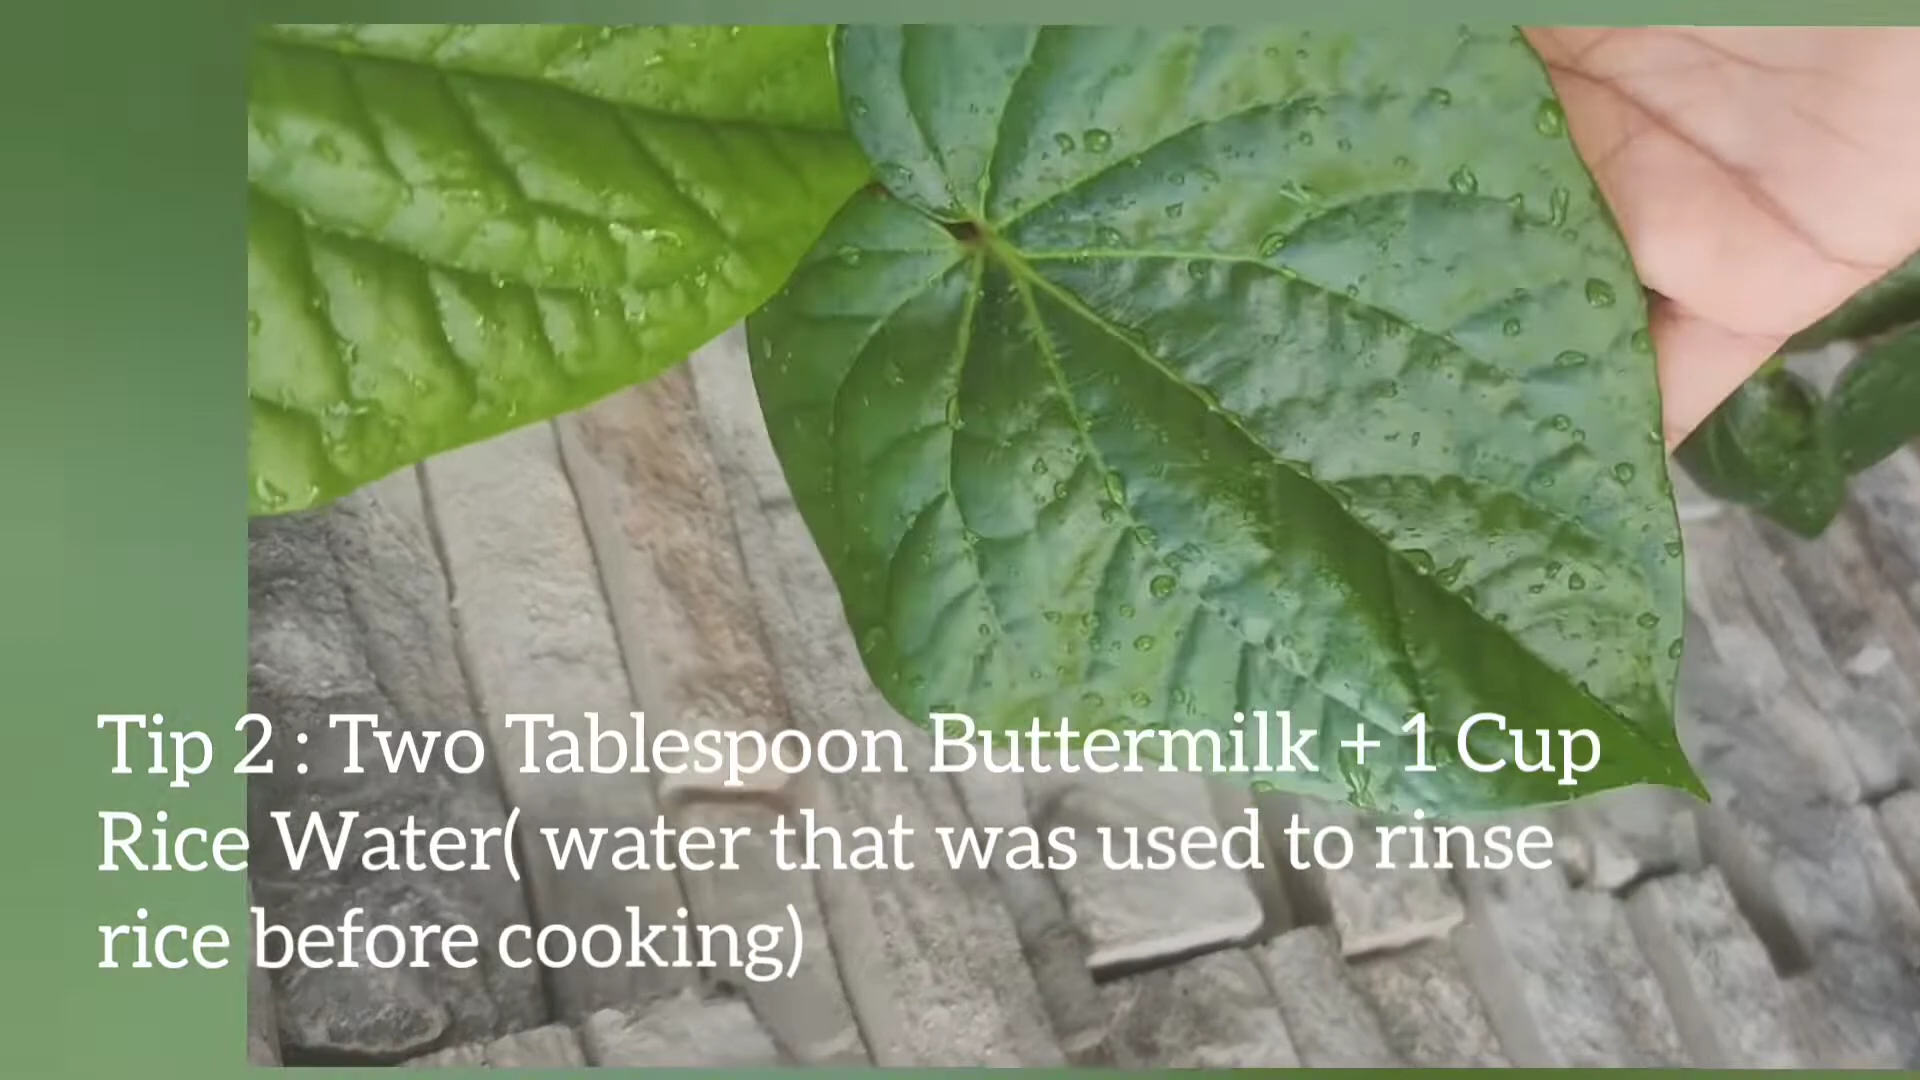 Tip 2 : Two Tablespoon Buttermilk + 1 Cup
Rice Water( water that was used to rinse
rice before cooking)